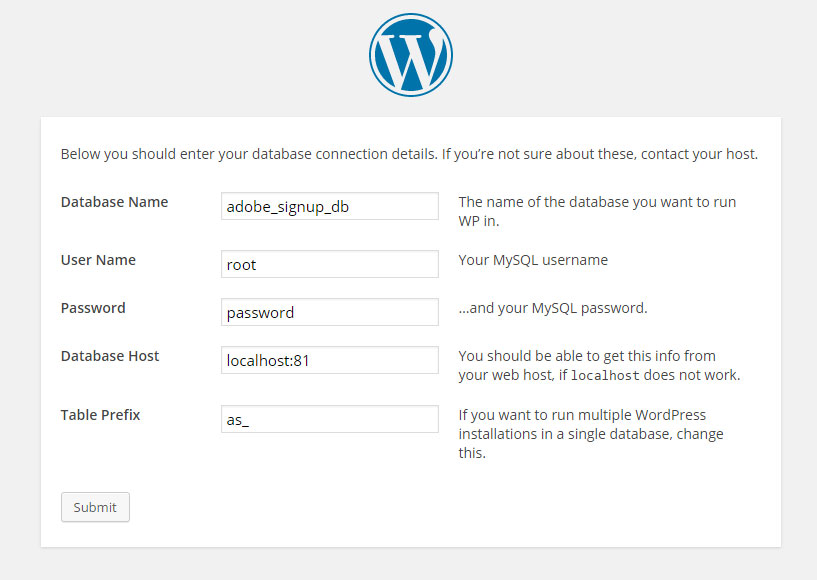 Below you should enter your database connection details. If you’re not sure about these, contact your host.
Database Name
adobe_signup_db
The name of the database you want to run
WP in.
User Name
root
Your MySQL username
Password
password
…and your MySQL password.
Database Host
localhost:81
You should be able to get this info from
your web host, if localhost does not work.
Table Prefix
as_
If you want to run multiple WordPress
installations in a single database, change
this.
Submit